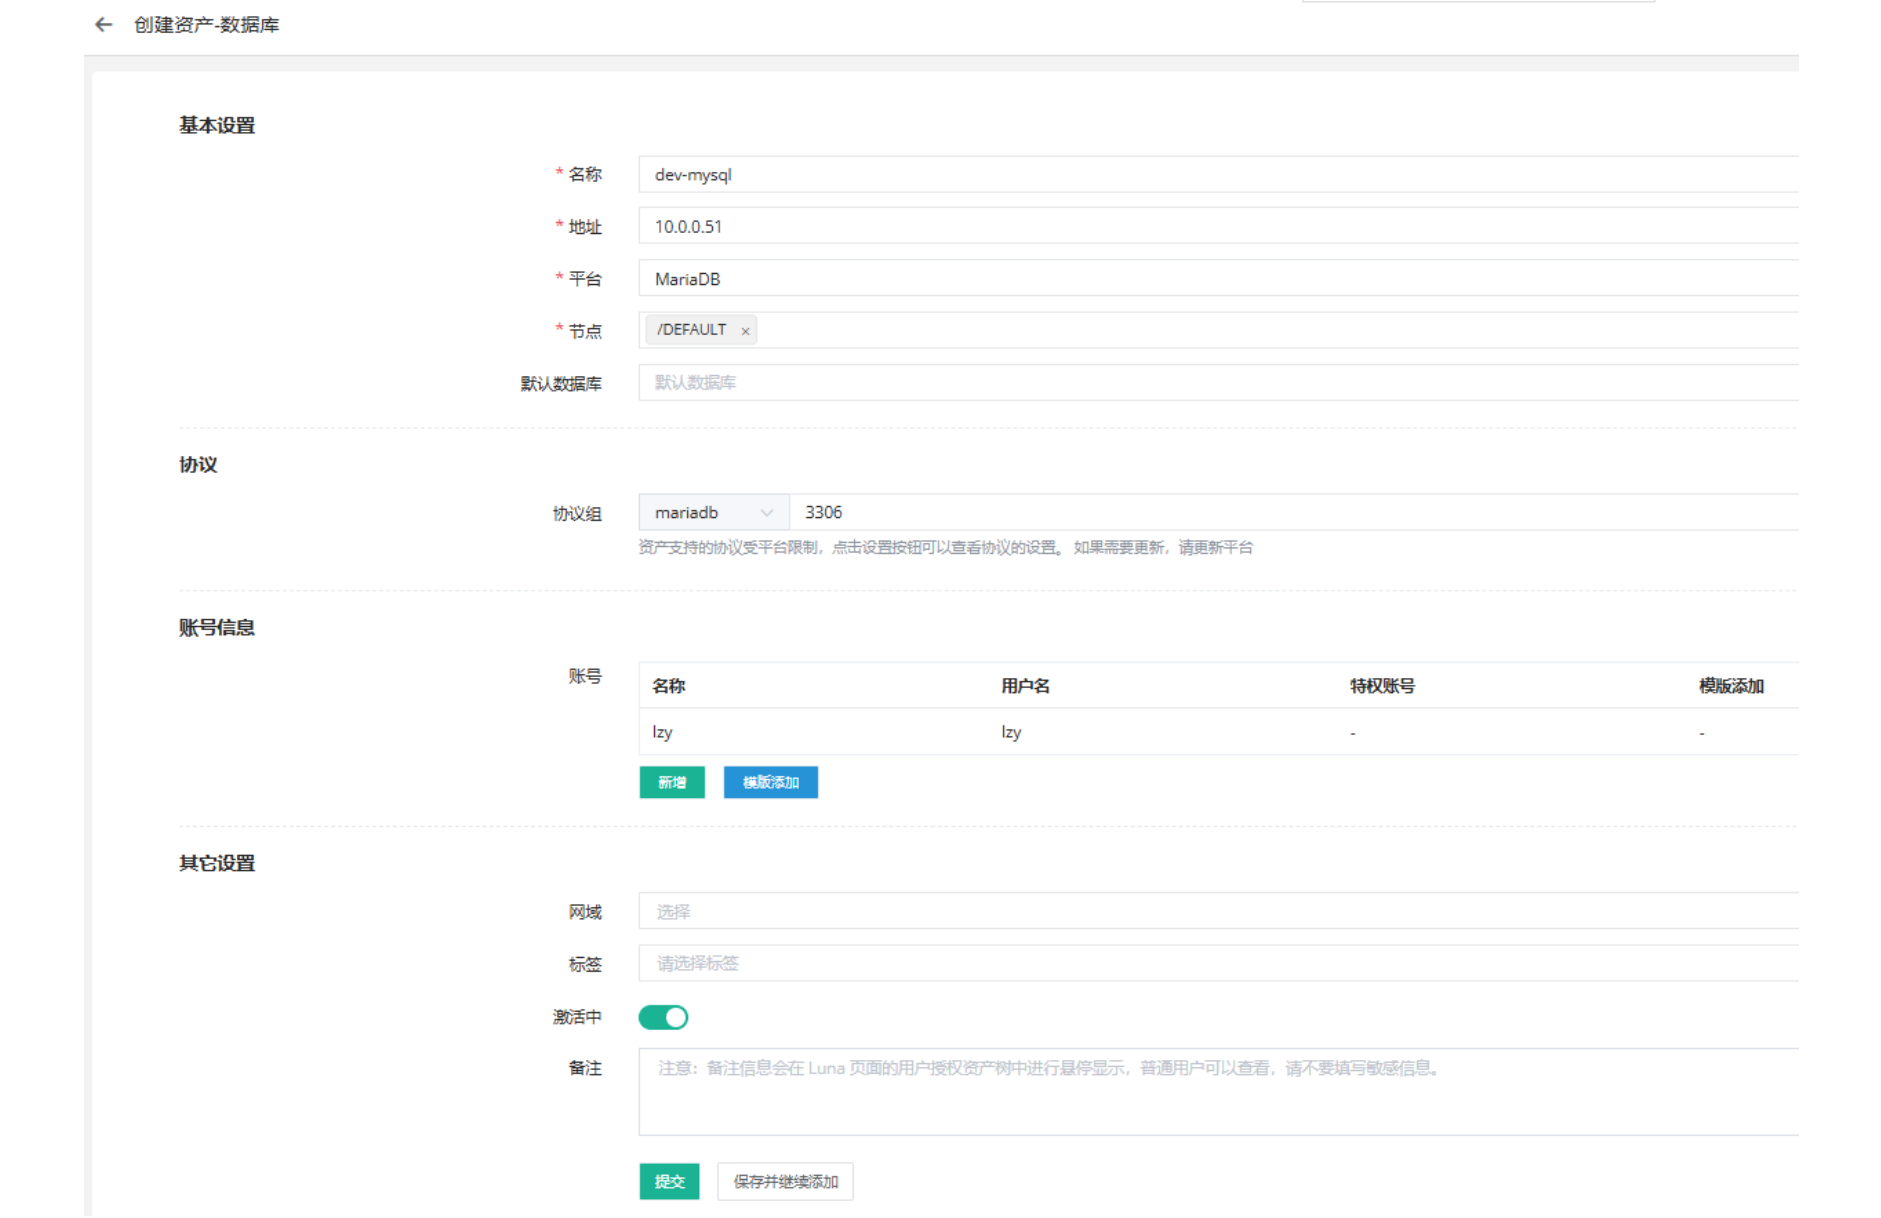 创建资产-数据库
基本设置
* 名称 dev-mysql
* 地址 10.0.0.51
* 平台 MariaDB
* 节点 /DEFAULT ×
默认数据库 默认数据库
协议
协议组 mariadb 3306
资产支持的协议受平台限制，点击设置按钮可以查看协议的设置。 如果需要更新，请更新平台
账号信息
账号 名称 用户名 特权账号 模版添加
lzy lzy - -
新增 模版添加
其它设置
网域 选择
标签 请选择标签
激活中
备注 注意：备注信息会在 Luna 页面的用户授权资产树中进行悬停显示，普通用户可以查看，请不要填写敏感信息。
提交 保存并继续添加